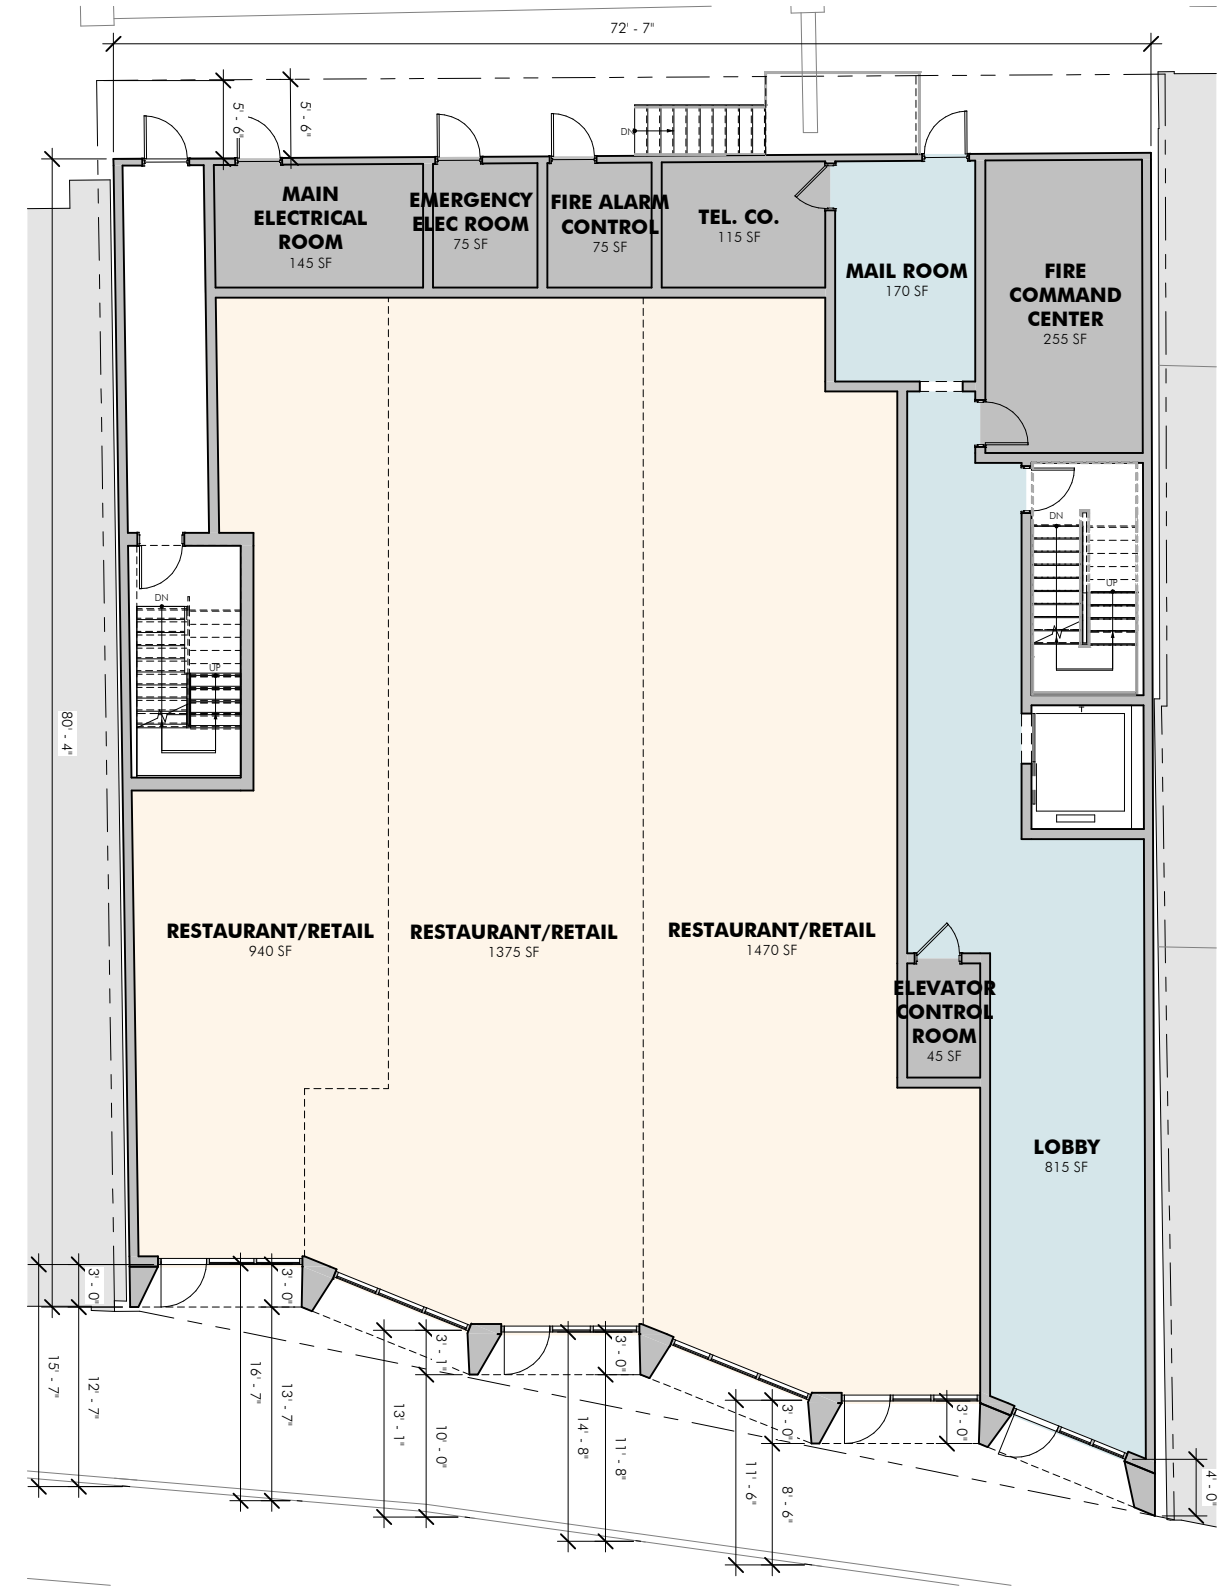 72' - 7"
5' - 6"
5' - 6"
DN
MAIN
ELECTRICAL
ROOM
145 SF
EMERGENCY
ELEC ROOM
75 SF
FIRE ALARM
CONTROL
75 SF
TEL. CO.
115 SF
MAIL ROOM
170 SF
FIRE
COMMAND
CENTER
255 SF
DN
UP
DN
UP
80' - 4"
RESTAURANT/RETAIL
940 SF
RESTAURANT/RETAIL
1375 SF
RESTAURANT/RETAIL
1470 SF
ELEVATOR
CONTROL
ROOM
45 SF
LOBBY
815 SF
3' - 0"
3' - 0"
3' - 1"
3' - 0"
3' - 0"
3' - 0"
15' - 7"
12' - 7"
16' - 7"
13' - 7"
13' - 1"
10' - 0"
14' - 8"
11' - 8"
11' - 6"
8' - 6"
4' - 0"